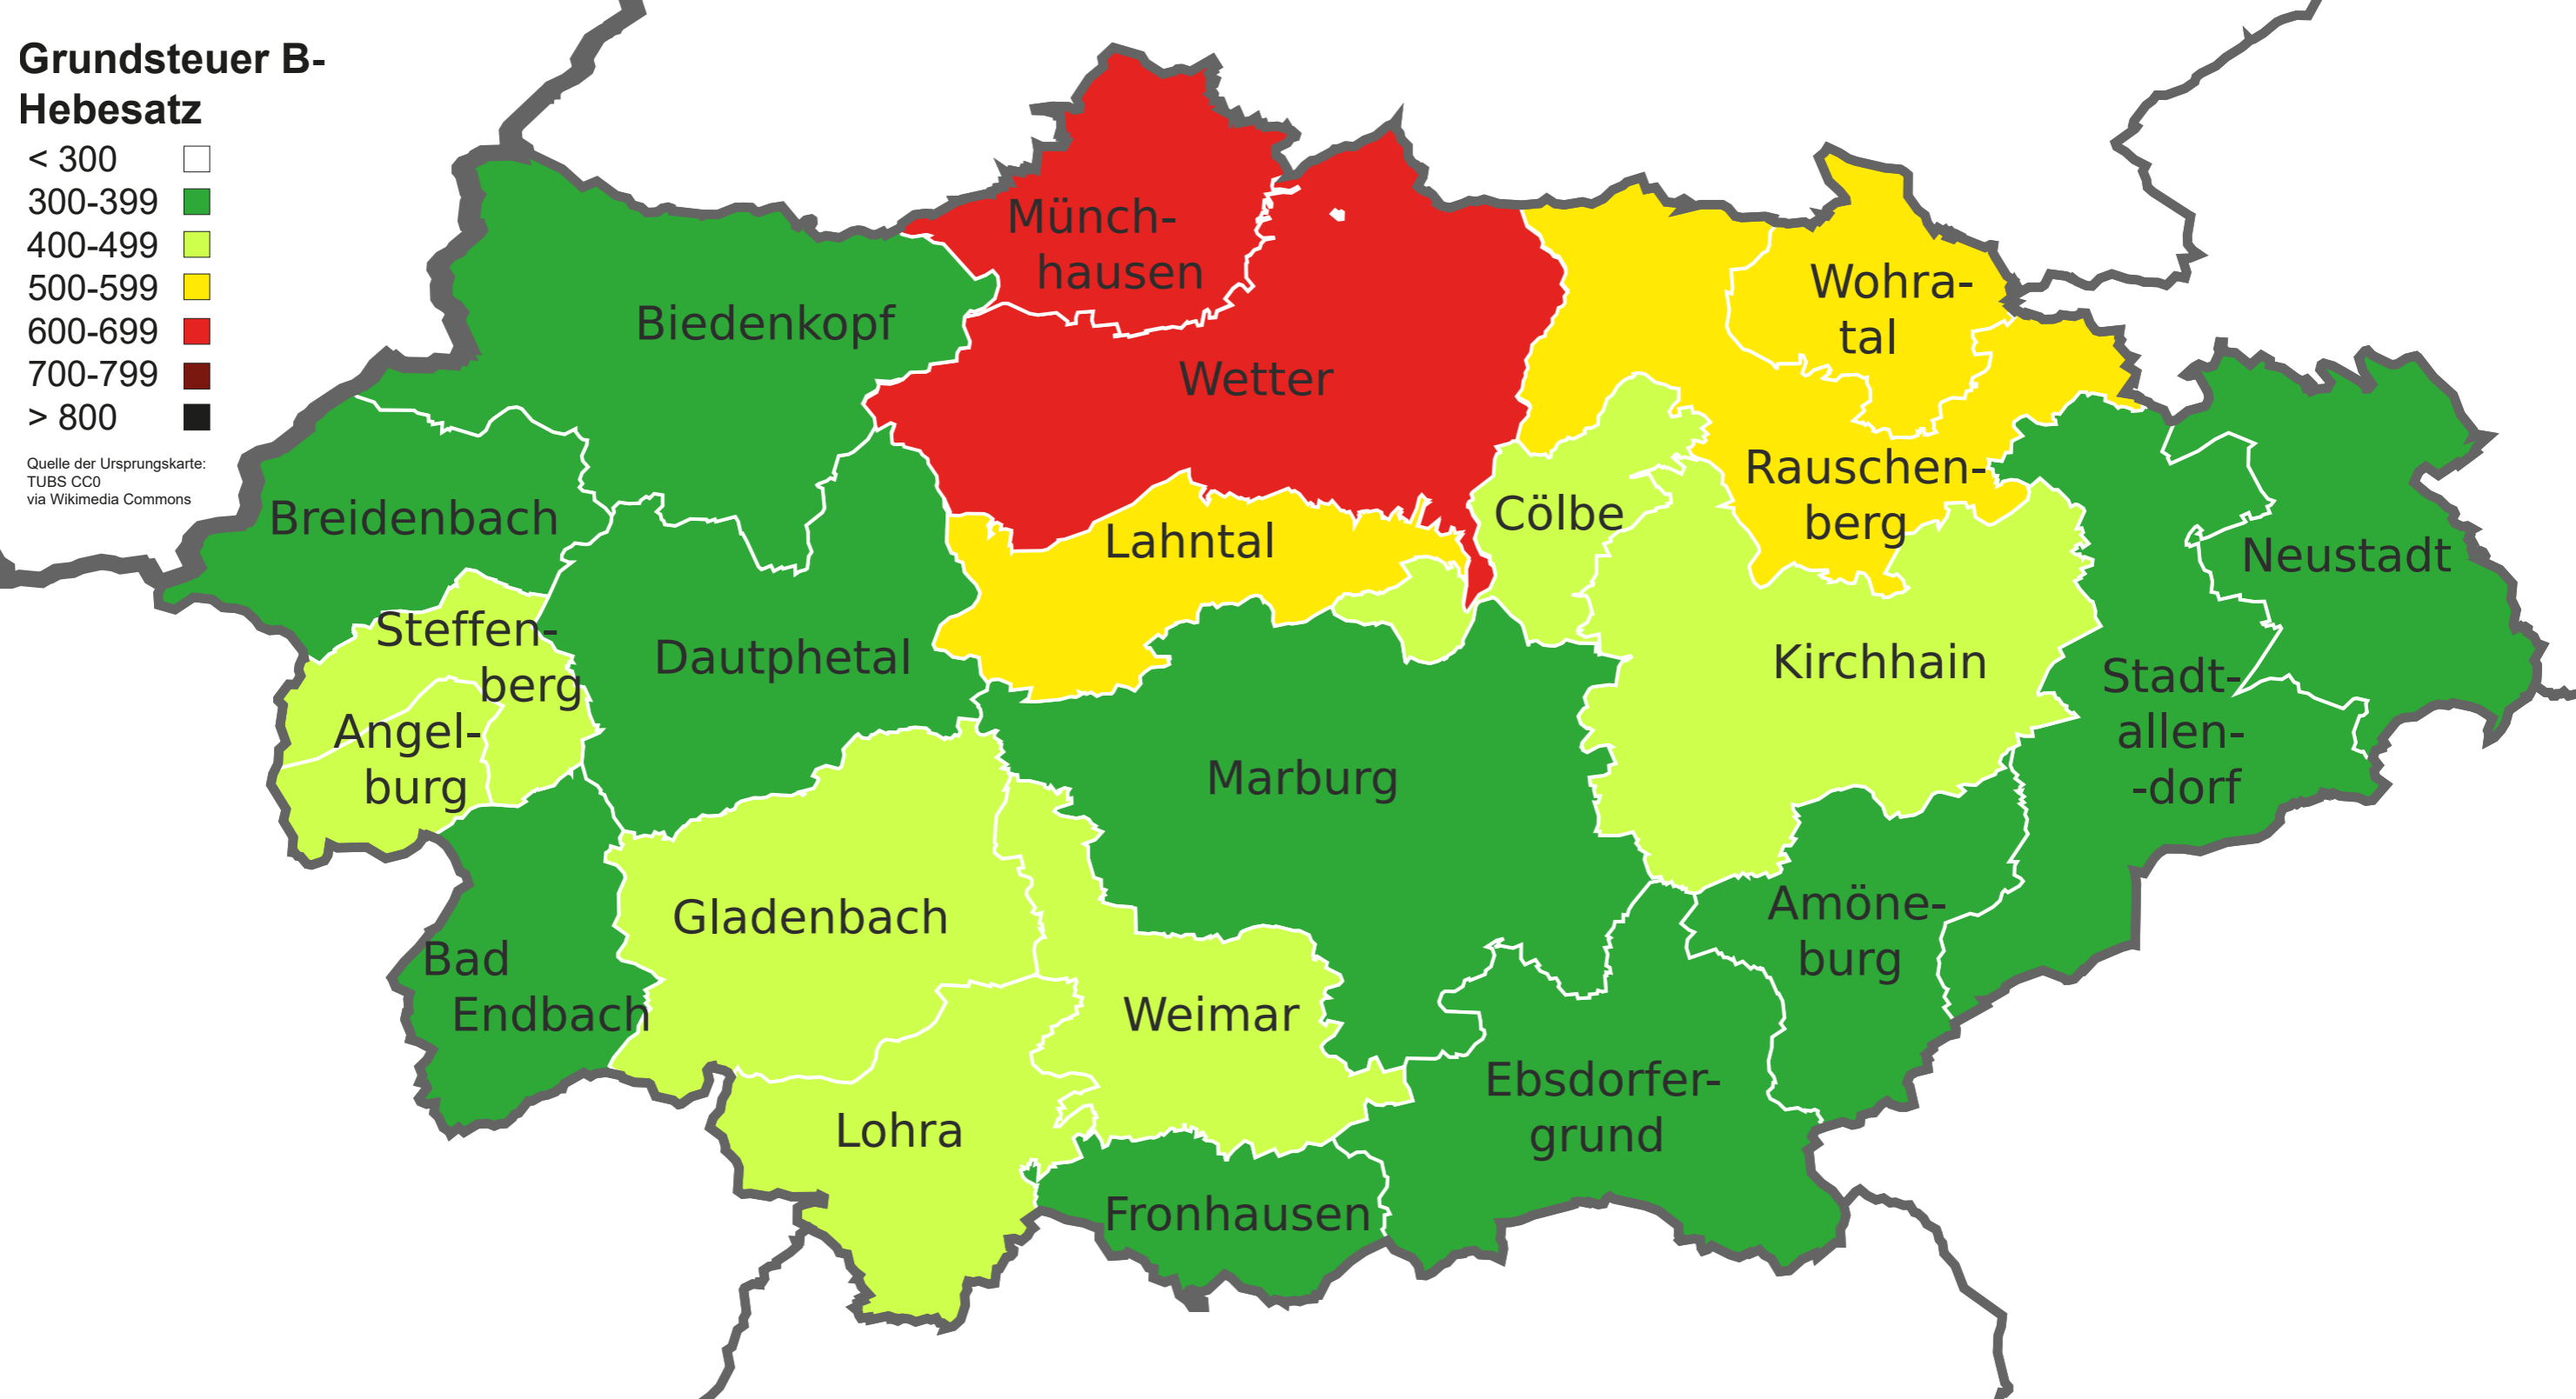 Grundsteuer B-
Hebesatz
< 300
300-399
400-499
500-599
600-699
700-799
> 800
Quelle der Ursprungskarte:
TUBS CC0
via Wikimedia Commons
Münch-
hausen
Biedenkopf
Wetter
Wohra-
tal
Rauschen-
berg
Breidenbach
Lahntal
Cölbe
Neustadt
Steffen-
berg
Dautphetal
Kirchhain
Stadt-
allen-
-dorf
Angel-
burg
Marburg
Gladenbach
Amöne-
burg
Bad
Endbach
Weimar
Ebsdorfer-
grund
Lohra
Fronhausen